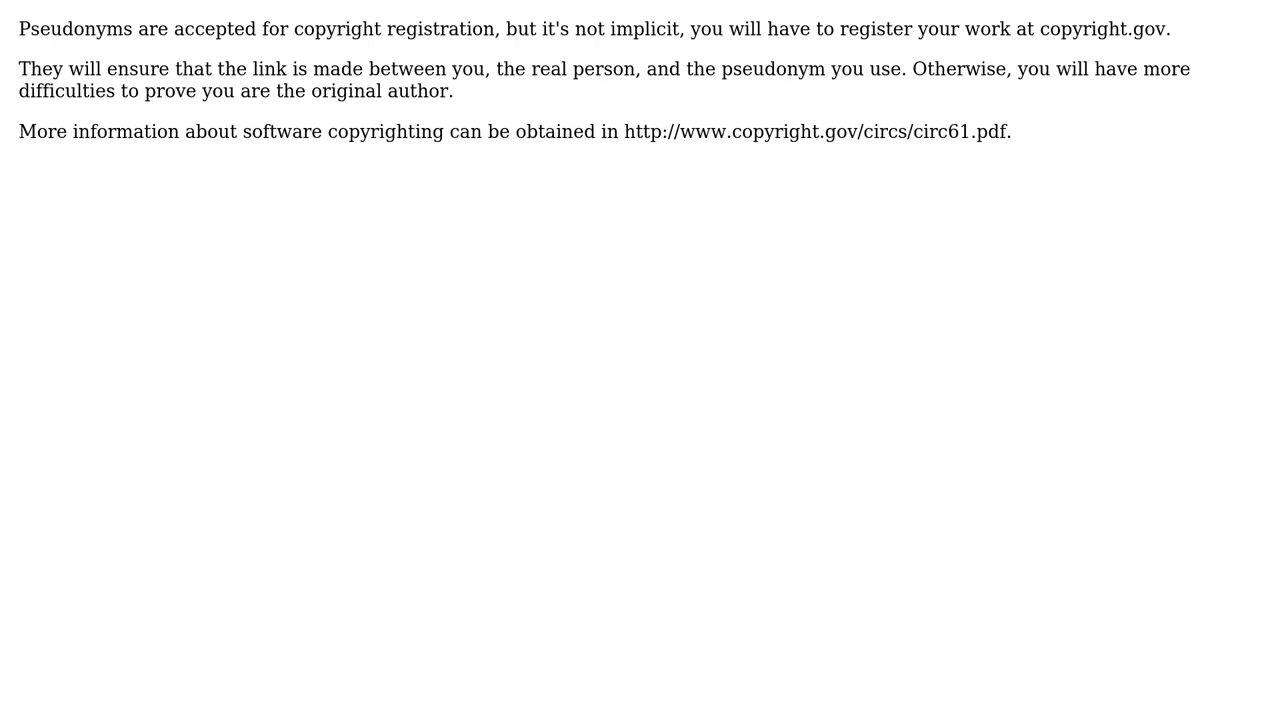 Pseudonyms are accepted for copyright registration, but it's not implicit, you will have to register your work at copyright.gov.
They will ensure that the link is made between you, the real person, and the pseudonym you use. Otherwise, you will have more
difficulties to prove you are the original author.
More information about software copyrighting can be obtained in http://www.copyright.gov/circs/circ61.pdf.